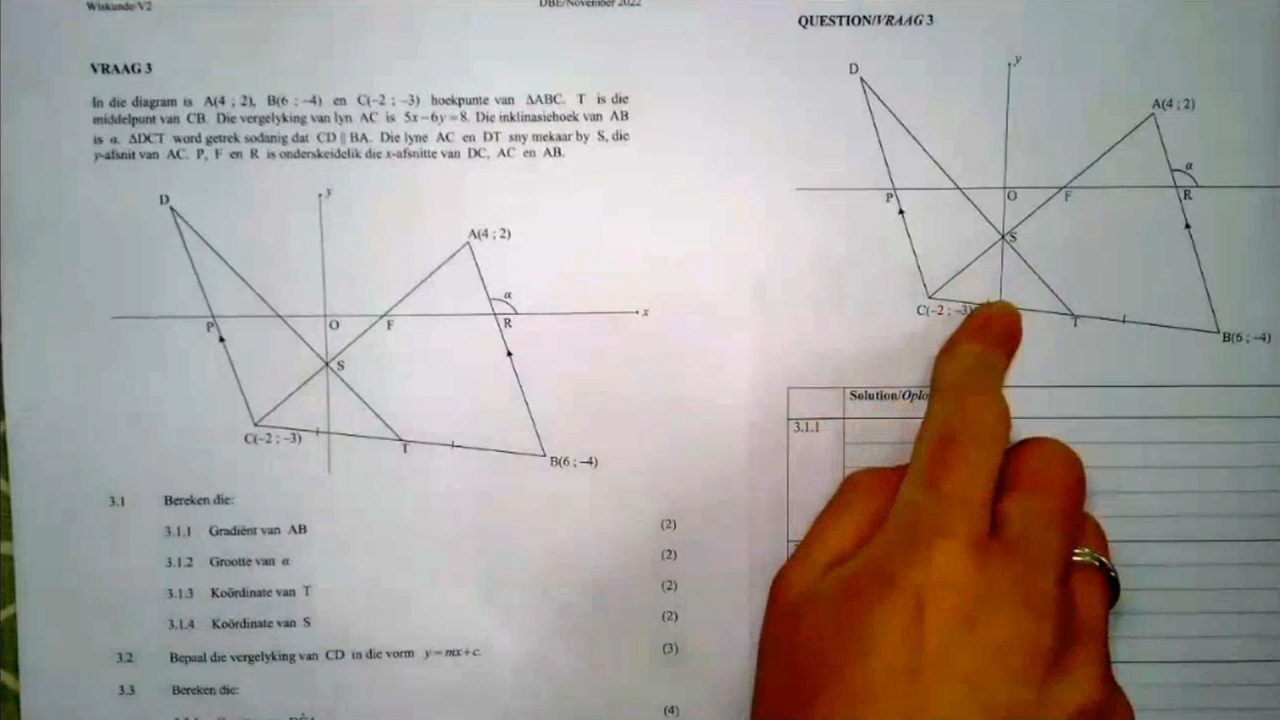 Wiskunde/V2
DBE/November 2022
VRAAG 3
In die diagram is A(4 ; 2), B(6 ; –4) en C(–2 ; –3) hoekpunte van ΔABC. T is die
middelpunt van CB. Die vergelyking van lyn AC is 5x–6y=8. Die inklinasiehoek van AB
is α. ΔDCT word getrek sodanig dat CD || BA. Die lyne AC en DT sny mekaar by S, die
y-afsnit van AC. P, F en R is onderskeidelik die x-afsnitte van DC, AC en AB.
D
y
A(4 ; 2)
α
x
P
O
F
R
S
C(–2 ; –3)
T
B(6 ; –4)
3.1 Bereken die:
3.1.1 Gradiënt van AB (2)
3.1.2 Grootte van α (2)
3.1.3 Koördinate van T (2)
3.1.4 Koördinate van S (2)
3.2 Bepaal die vergelyking van CD in die vorm y=mx+c. (3)
3.3 Bereken die:
(4)
QUESTION/VRAAG 3
y
D
A(4 ; 2)
α
P
O
F
R
S
C(–2 ; –3)
T
B(6 ; –4)
Solution/
3.1.1